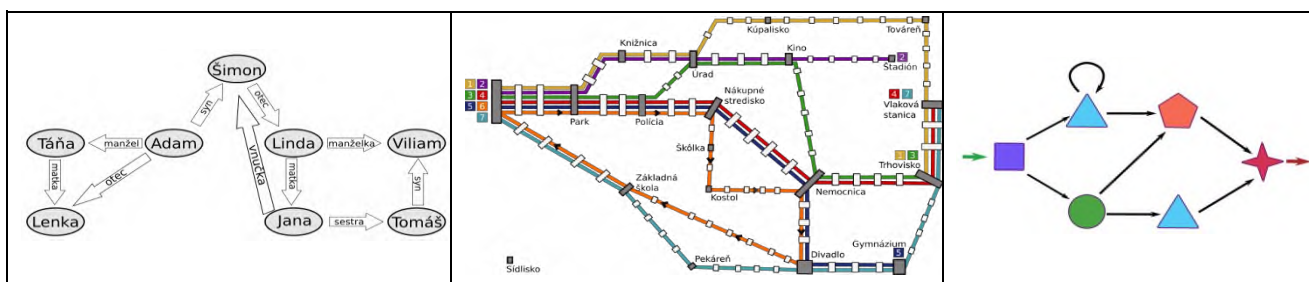 Šimon
syn
otec
Táňa
manžel
Adam
Linda
manželka
Viliam
matka
otec
vnučka
matka
syn
Lenka
Jana
sestra
Tomáš
Kúpalisko
Továreň
Knižnica
Kino
2
Štadión
Úrad
1 2
3 4
5 6
7
Nákupné
stredisko
4 7
Vlaková
stanica
Park
Polícia
Škôlka
1 3
Trhovisko
Základná
škola
Kostol
Nemocnica
Gymnázium
5
Divadlo
Pekáreň
Sídlisko